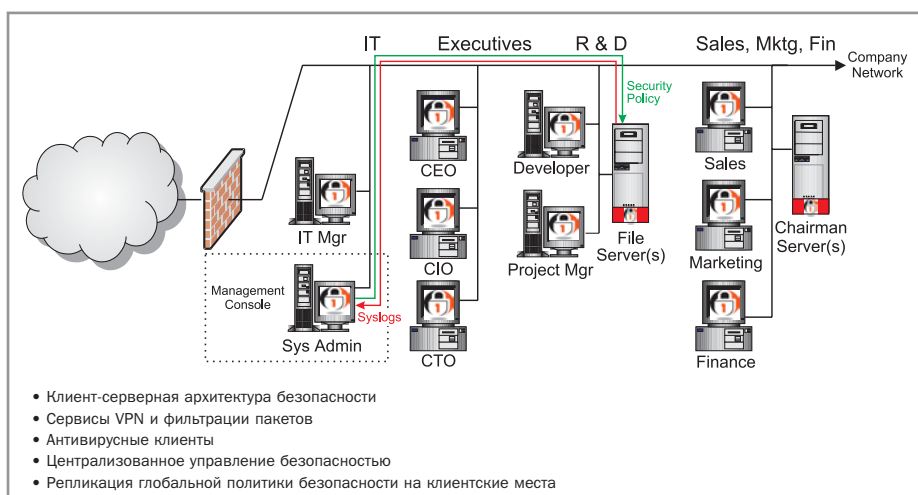 IT Executives R & D Sales, Mktg, Fin
Company
Network
Security
Policy
CEO
Developer
Sales
IT Mgr
CIO
Project Mgr
File
Server(s)
Marketing
Chairman
Server(s)
Management
Console
Syslogs
Sys Admin
CTO
Finance
• Клиент-серверная архитектура безопасности
• Сервисы VPN и фильтрации пакетов
• Антивирусные клиенты
• Централизованное управление безопасностью
• Репликация глобальной политики безопасности на клиентские места